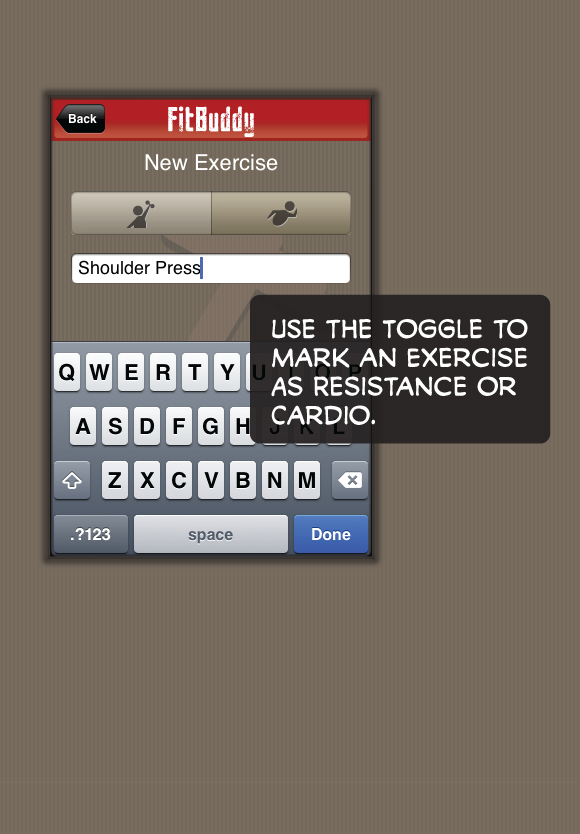 Back
FitBuddy
New Exercise
Shoulder Press
USE THE TOGGLE TO
MARK AN EXERCISE
AS RESISTANCE OR
CARDIO.
Q W E R T Y U I O P
A S D F G H J K L
Z X C V B N M
.?123 space Done